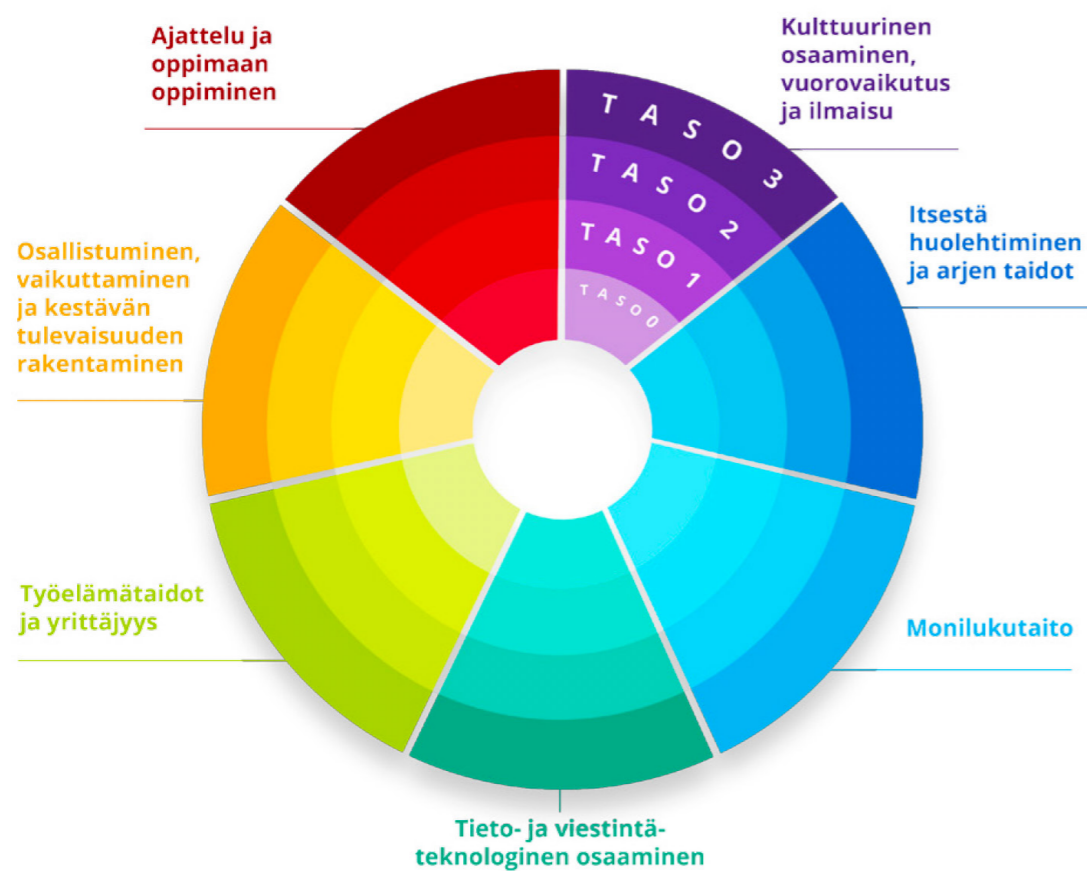 Ajattelu ja
oppimaan
oppiminen
Kulttuurinen
osaaminen,
vuorovaikutus
ja ilmaisu
TASO 3
TASO 2
TASO 1
TASO 0
Itsestä
huolehtiminen
ja arjen taidot
Osallistuminen,
vaikuttaminen
ja kestävän
tulevaisuuden
rakentaminen
Työelämätaidot
ja yrittäjyys
Monilukutaito
Tieto- ja viestintä-
teknologinen osaaminen